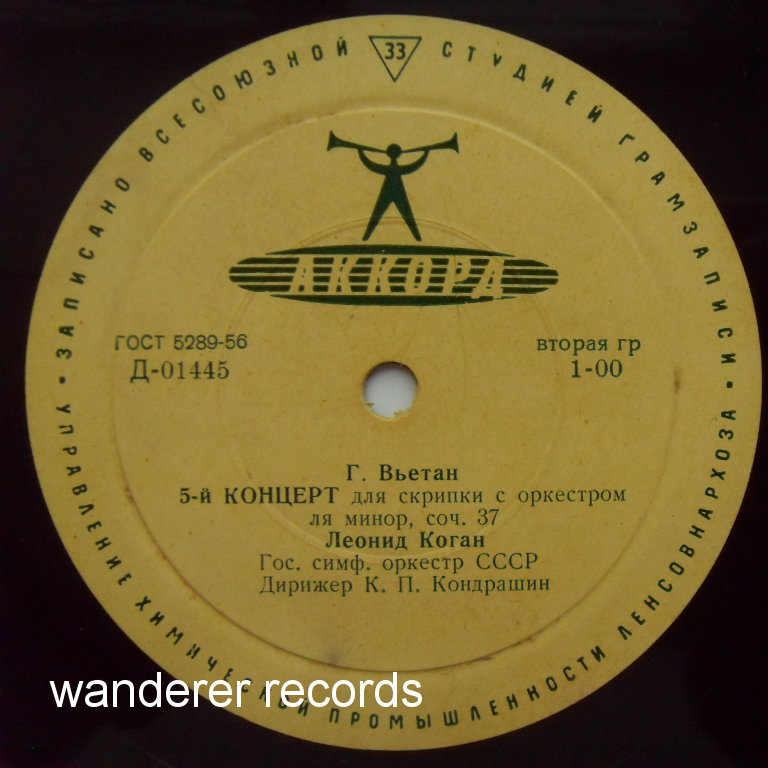 ЗАПИСАНО ВСЕСОЮЗНОЙ 33 СТУДИЕЙ ГРАМЗАПИСИ
АККОРД
ГОСТ 5289-56
Д-01445
вторая гр
1-00
Г. Вьетан
5-й КОНЦЕРТ для скрипки с оркестром
ля минор, соч. 37
Леонид Коган
Гос. симф. оркестр СССР
Дирижер К. П. Кондрашин
УПРАВЛЕНИЕ ХИМИЧЕСКОЙ ПРОМЫШЛЕННОСТИ ЛЕНСОВНАРХОЗА
wanderer records